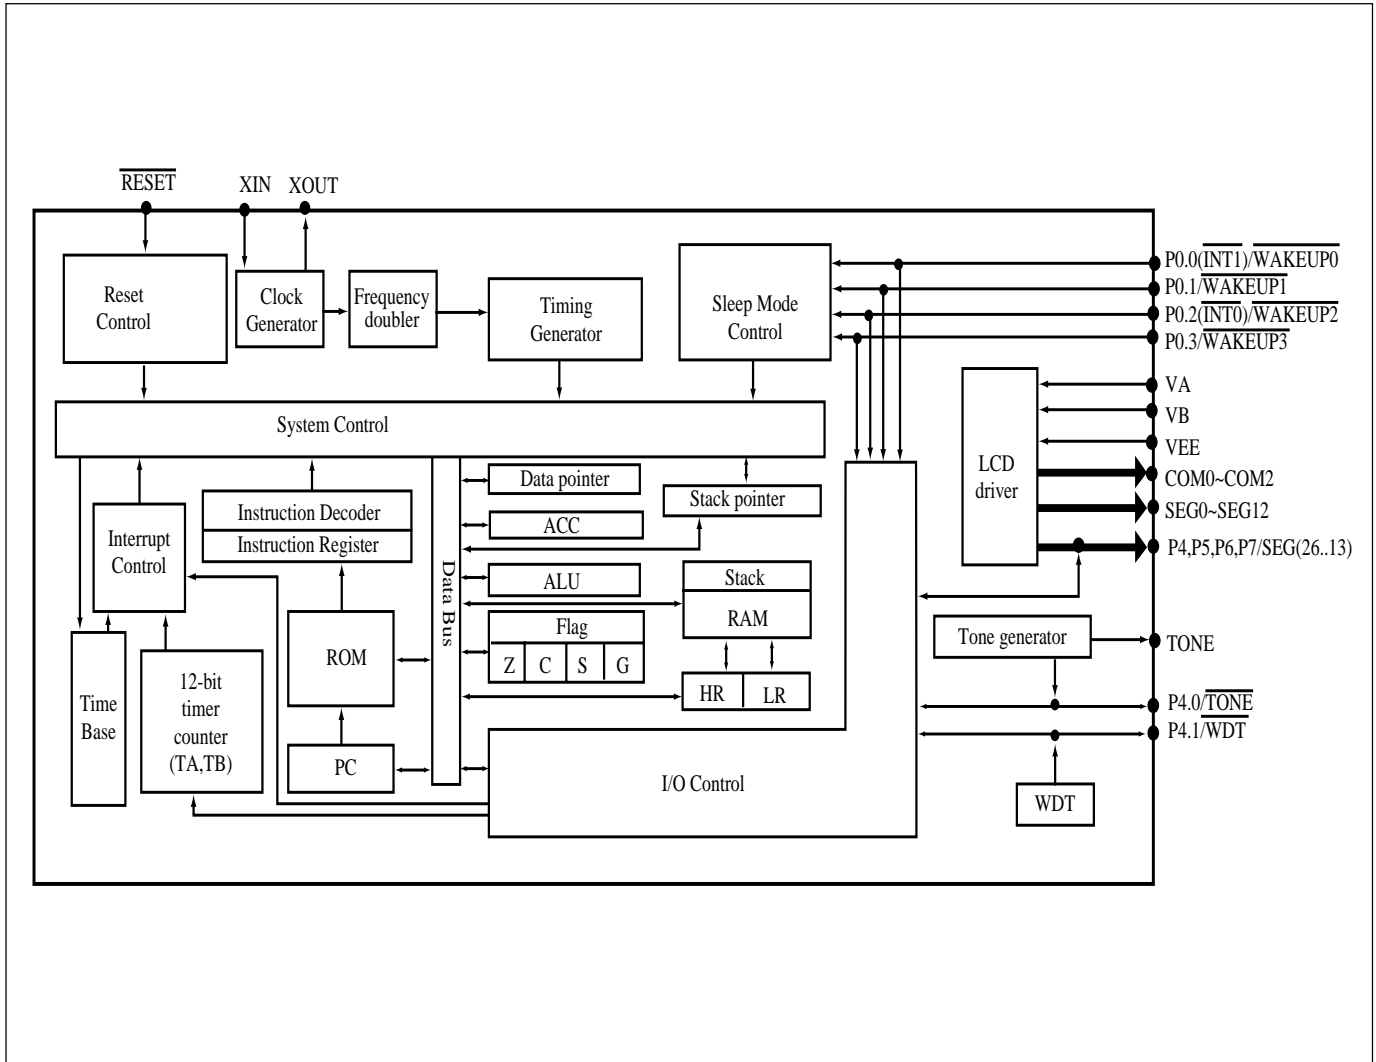 RESET
XIN
XOUT
Reset
Control
Clock
Generator
Frequency
doubler
Timing
Generator
Sleep Mode
Control
P0.0(INT1)/WAKEUP0
P0.1/WAKEUP1
P0.2(INT0)/WAKEUP2
P0.3/WAKEUP3
VA
VB
VEE
COM0~COM2
SEG0~SEG12
P4,P5,P6,P7/SEG(26..13)
LCD
driver
System Control
Data pointer
Stack pointer
Instruction Decoder
Instruction Register
ACC
Interrupt
Control
Data Bus
ALU
Stack
RAM
Flag
Z C S G
ROM
HR LR
Tone generator
TONE
Time
Base
12-bit
timer
counter
(TA,TB)
PC
I/O Control
P4.0/TONE
P4.1/WDT
WDT